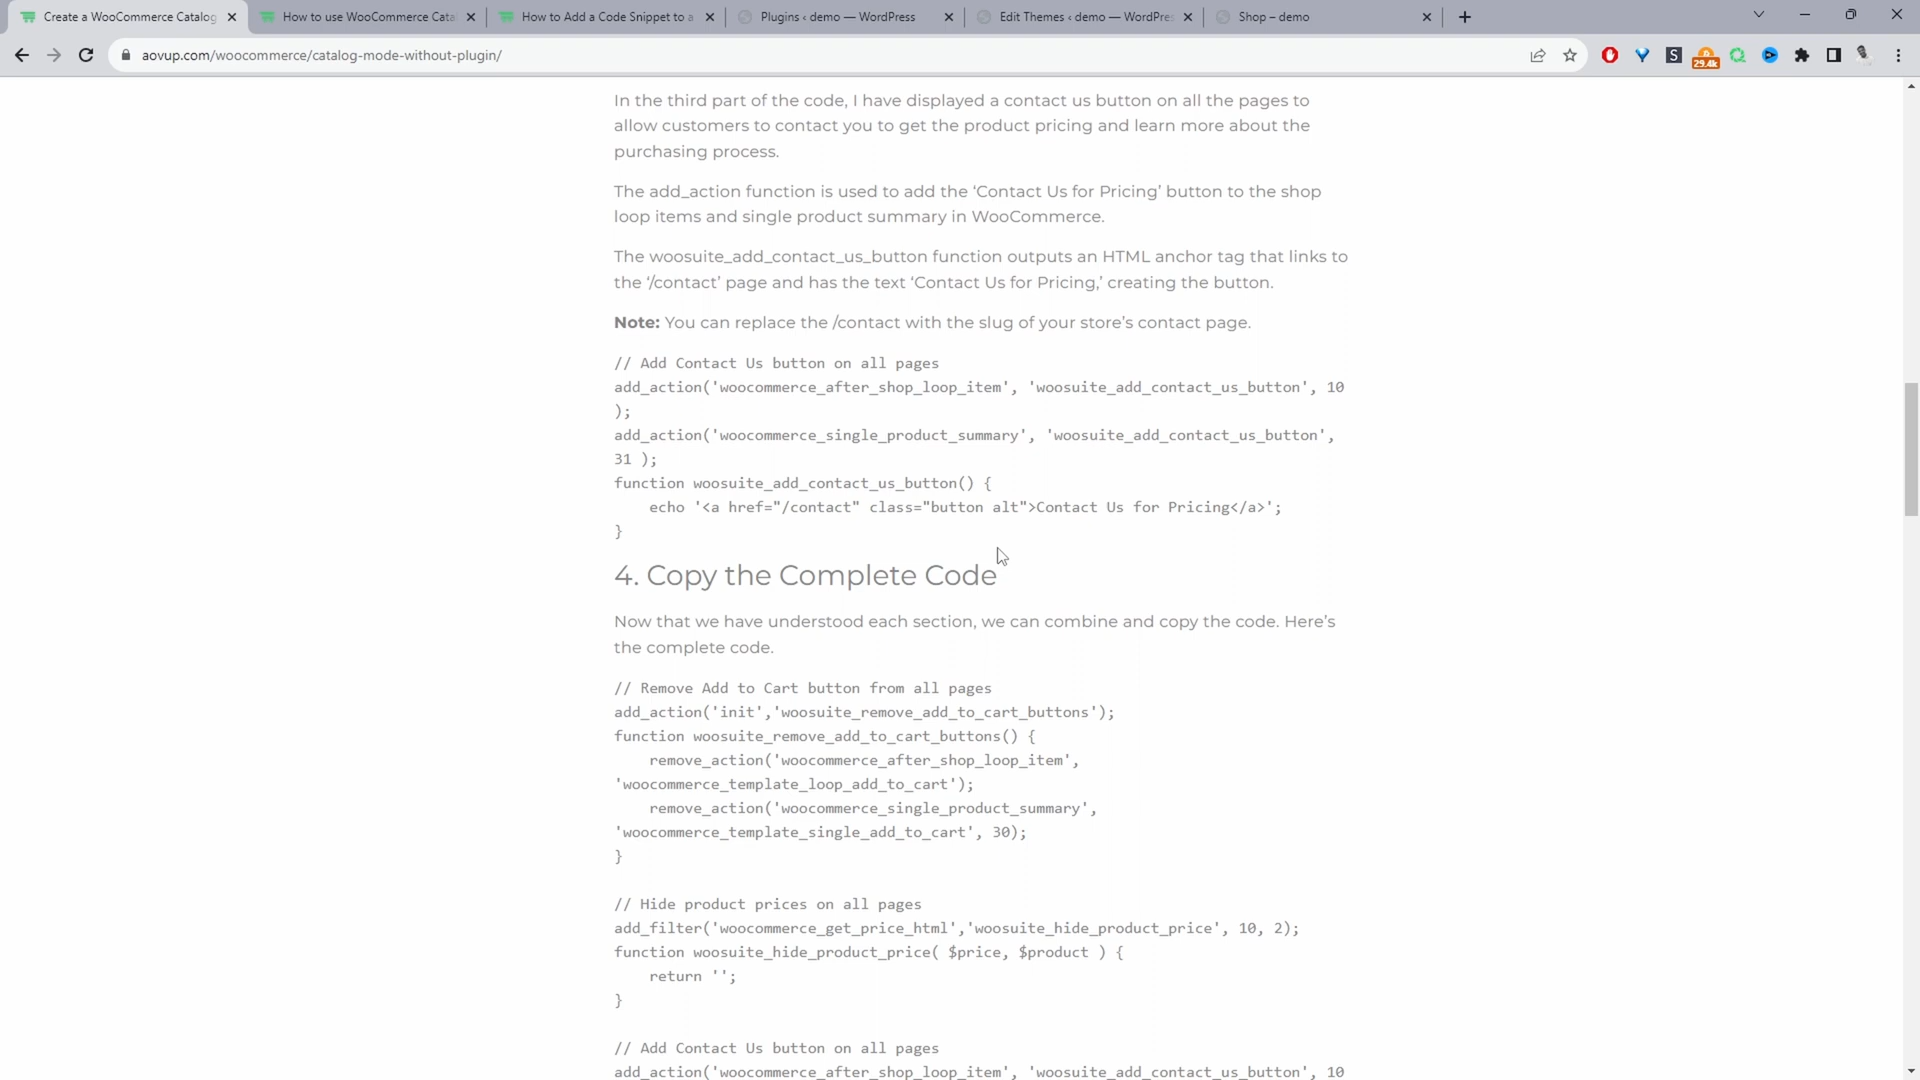 Create a WooCommerce Catalog
How to use WooCommerce Cata
How to Add a Code Snippet to a
Plugins ‹ demo — WordPress
Edit Themes ‹ demo — WordPre
Shop – demo
aovup.com/woocommerce/catalog-mode-without-plugin/
S
29.4k
In the third part of the code, I have displayed a contact us button on all the pages to
allow customers to contact you to get the product pricing and learn more about the
purchasing process.
The add_action function is used to add the ‘Contact Us for Pricing’ button to the shop
loop items and single product summary in WooCommerce.
The woosuite_add_contact_us_button function outputs an HTML anchor tag that links to
the ‘/contact’ page and has the text ‘Contact Us for Pricing,’ creating the button.
Note: You can replace the /contact with the slug of your store’s contact page.
// Add Contact Us button on all pages
add_action('woocommerce_after_shop_loop_item', 'woosuite_add_contact_us_button', 10
);
add_action('woocommerce_single_product_summary', 'woosuite_add_contact_us_button',
31 );
function woosuite_add_contact_us_button() {
echo '<a href="/contact" class="button alt">Contact Us for Pricing</a>';
}
4. Copy the Complete Code
Now that we have understood each section, we can combine and copy the code. Here’s
the complete code.
// Remove Add to Cart button from all pages
add_action('init','woosuite_remove_add_to_cart_buttons');
function woosuite_remove_add_to_cart_buttons() {
remove_action('woocommerce_after_shop_loop_item',
'woocommerce_template_loop_add_to_cart');
remove_action('woocommerce_single_product_summary',
'woocommerce_template_single_add_to_cart', 30);
}
// Hide product prices on all pages
add_filter('woocommerce_get_price_html','woosuite_hide_product_price', 10, 2);
function woosuite_hide_product_price( $price, $product ) {
return '';
}
// Add Contact Us button on all pages
add_action('woocommerce_after_shop_loop_item', 'woosuite_add_contact_us_button', 10